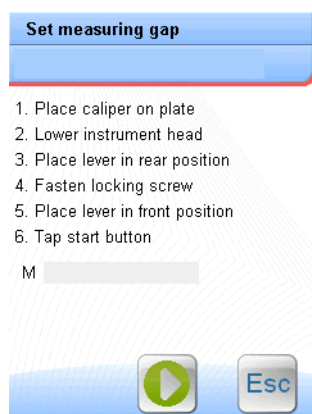 Set measuring gap
1. Place caliper on plate
2. Lower instrument head
3. Place lever in rear position
4. Fasten locking screw
5. Place lever in front position
6. Tap start button
M
Esc